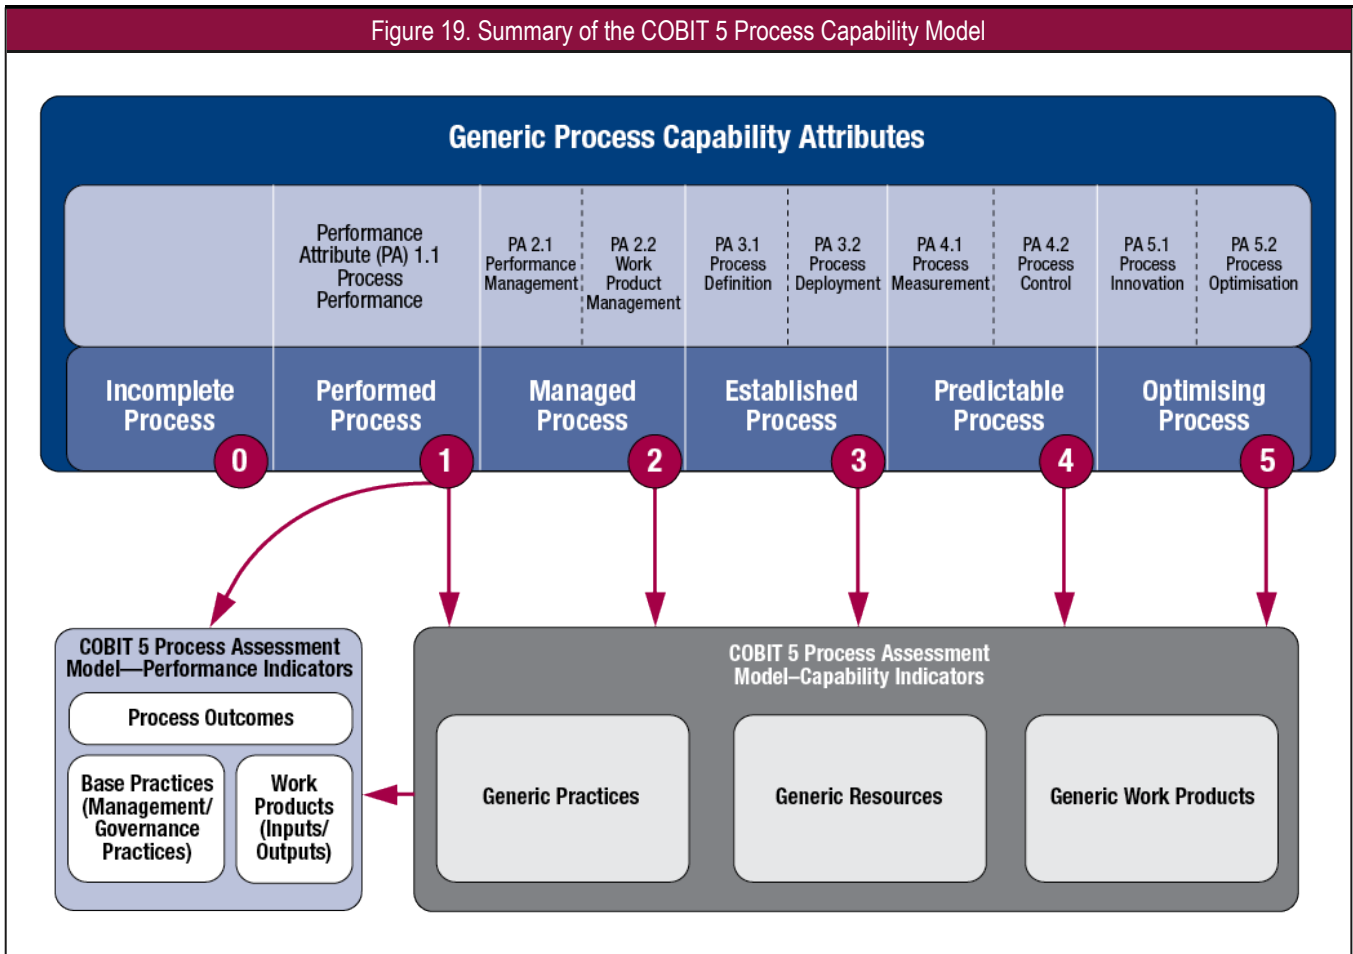 Figure 19. Summary of the COBIT 5 Process Capability Model
Generic Process Capability Attributes
Performance
Attribute (PA) 1.1
Process
Performance
PA 2.1
Performance
Management
PA 2.2
Work
Product
Management
PA 3.1
Process
Definition
PA 3.2
Process
Deployment
PA 4.1
Process
Measurement
PA 4.2
Process
Control
PA 5.1
Process
Innovation
PA 5.2
Process
Optimisation
Incomplete
Process
0
Performed
Process
1
Managed
Process
2
Established
Process
3
Predictable
Process
4
Optimising
Process
5
COBIT 5 Process Assessment
Model—Performance Indicators
Process Outcomes
Base Practices
(Management/
Governance
Practices)
Work
Products
(Inputs/
Outputs)
COBIT 5 Process Assessment
Model–Capability Indicators
Generic Practices
Generic Resources
Generic Work Products